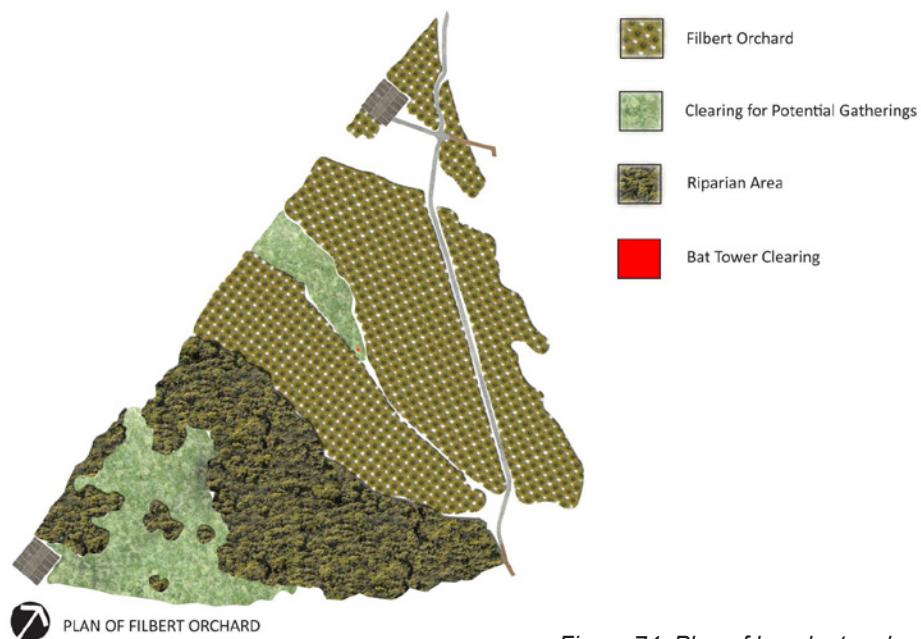 Filbert Orchard
Clearing for Potential Gatherings
Riparian Area
Bat Tower Clearing
PLAN OF FILBERT ORCHARD